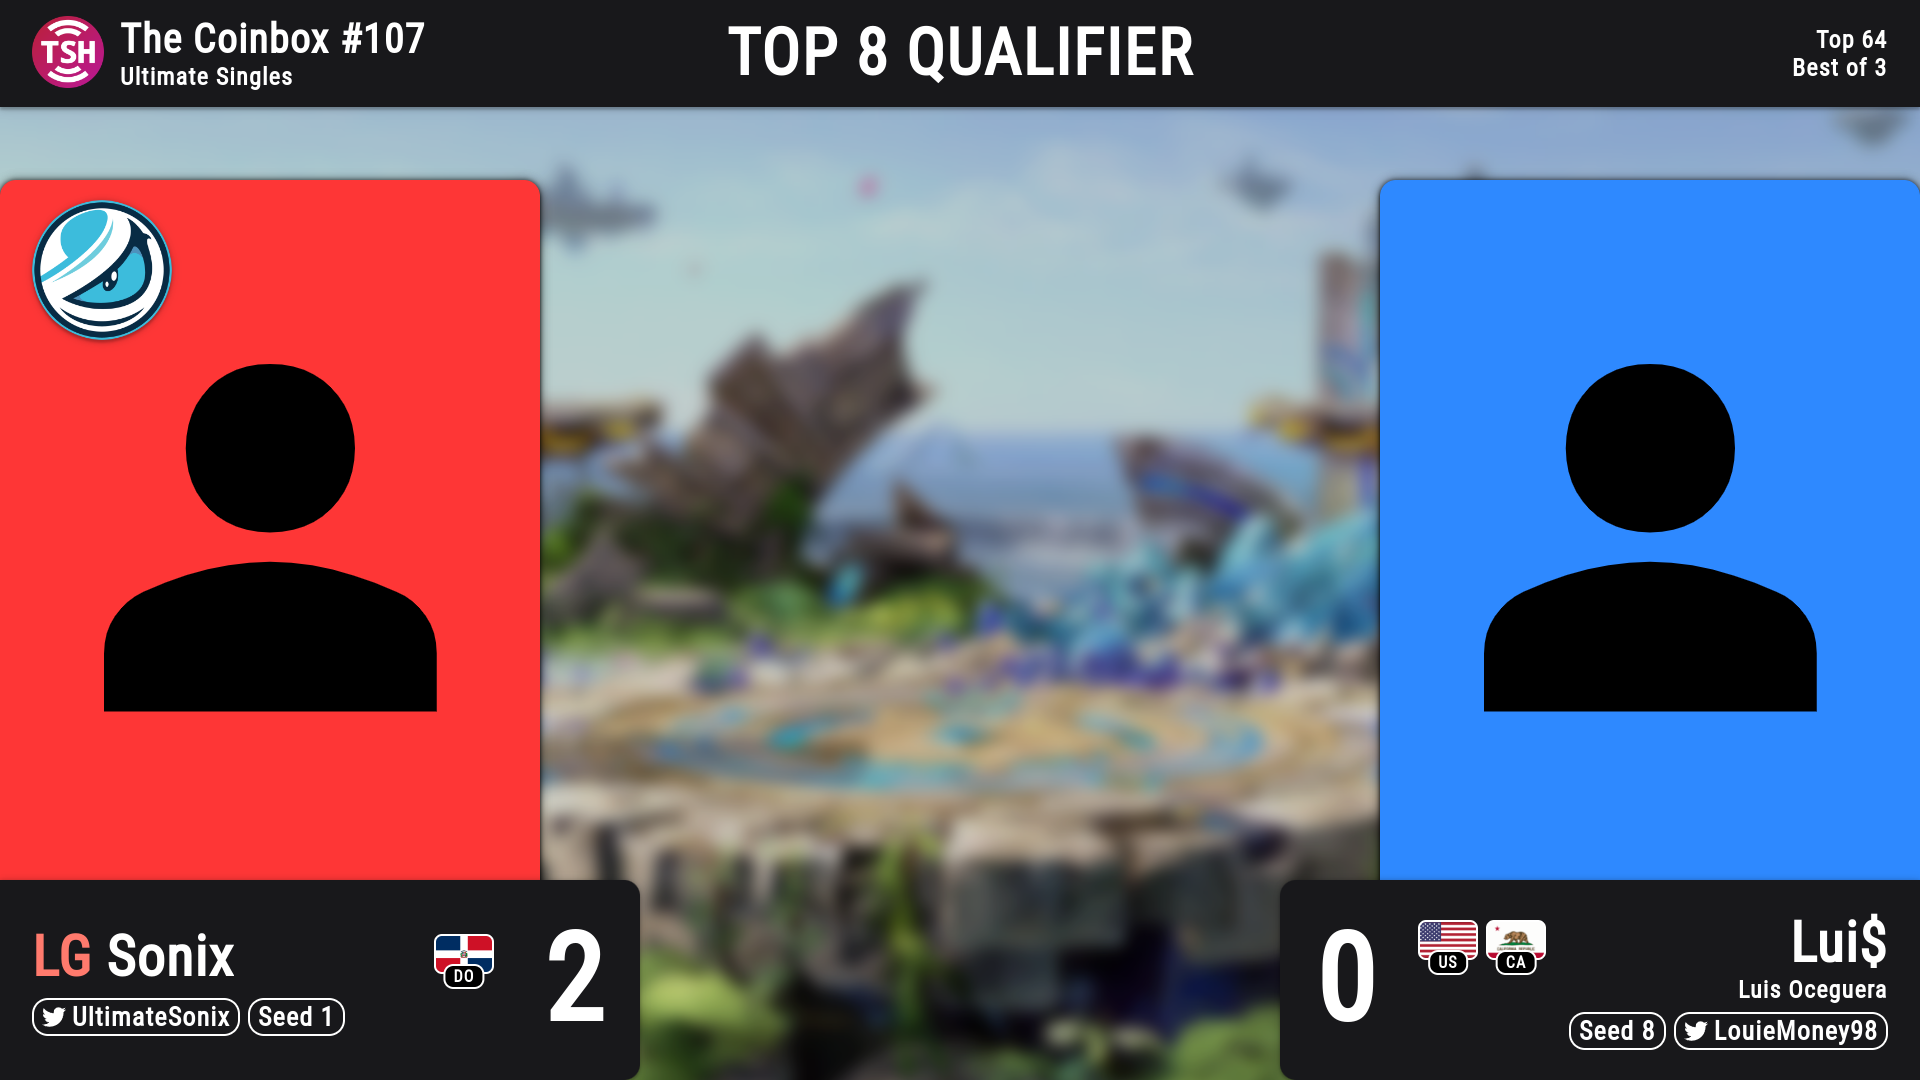 TSH
The Coinbox #107
Ultimate Singles
TOP 8 QUALIFIER
Top 64
Best of 3
LG Sonix
DO
2
UltimateSonix
Seed 1
0
US
CA
Lui$
Luis Oceguera
Seed 8
LouieMoney98